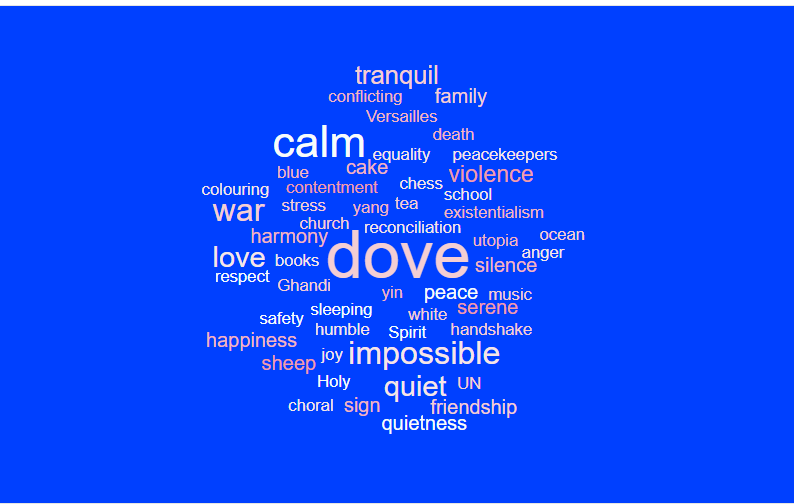 tranquil
conflicting family
Versailles
death
calm equality peacekeepers
cake violence
blue
colouring contentment chess school
war stress yang tea existentialism
church reconciliation
harmony dove utopia ocean
love books silence anger
respect Ghandi
yin peace music
safety sleeping white serene
humble Spirit handshake
happiness
sheep joy impossible
Holy quiet UN
choral sign friendship
quietness